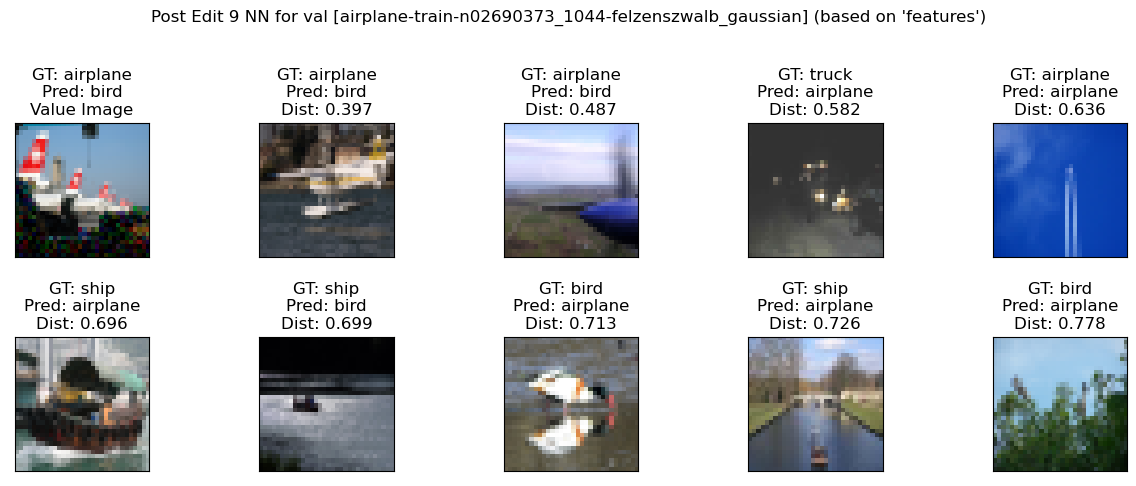 Post Edit 9 NN for val [airplane-train-n02690373_1044-felzenszwalb_gaussian] (based on 'features')
GT: airplane
Pred: bird
Value Image
GT: airplane
Pred: bird
Dist: 0.397
GT: airplane
Pred: bird
Dist: 0.487
GT: truck
Pred: airplane
Dist: 0.582
GT: airplane
Pred: airplane
Dist: 0.636
GT: ship
Pred: airplane
Dist: 0.696
GT: ship
Pred: bird
Dist: 0.699
GT: bird
Pred: airplane
Dist: 0.713
GT: ship
Pred: airplane
Dist: 0.726
GT: bird
Pred: airplane
Dist: 0.778